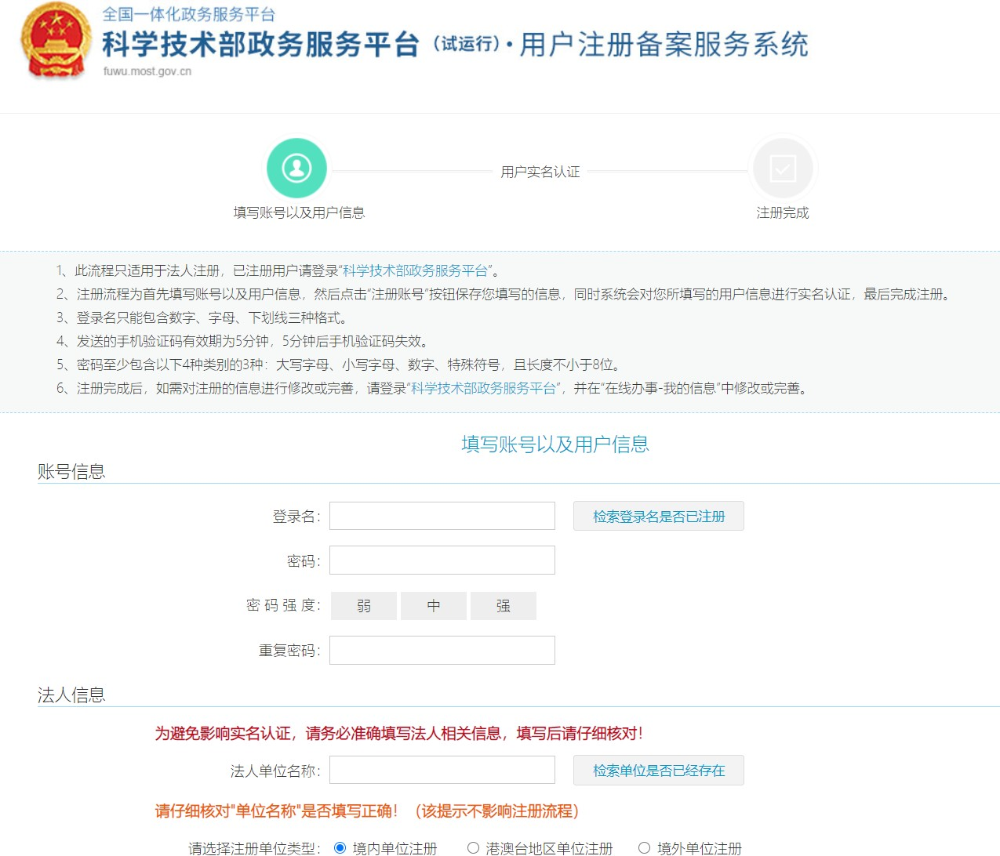 全国一体化政务服务平台
科学技术部政务服务平台（试运行）·用户注册备案服务系统
fuwu.most.gov.cn
用户实名认证
填写账号以及用户信息
注册完成
1、此流程只适用于法人注册，已注册用户请登录“科学技术部政务服务平台”。
2、注册流程为首先填写账号以及用户信息，然后点击“注册账号”按钮保存您填写的信息，同时系统会对您所填写的用户信息进行实名认证，最后完成注册。
3、登录名只能包含数字、字母、下划线三种格式。
4、发送的手机验证码有效期为5分钟，5分钟后手机验证码失效。
5、密码至少包含以下4种类别的3种：大写字母、小写字母、数字、特殊符号，且长度不小于8位。
6、注册完成后，如需对注册的信息进行修改或完善，请登录“科学技术部政务服务平台”，并在“在线办事-我的信息”中修改或完善。
填写账号以及用户信息
账号信息
登录名： 检索登录名是否已注册
密码：
密 码 强 度： 弱 中 强
重复密码：
法人信息
为避免影响实名认证，请务必准确填写法人相关信息，填写后请仔细核对！
法人单位名称： 检索单位是否已经存在
请仔细核对"单位名称"是否填写正确！（该提示不影响注册流程）
请选择注册单位类型： 境内单位注册 港澳台地区单位注册 境外单位注册